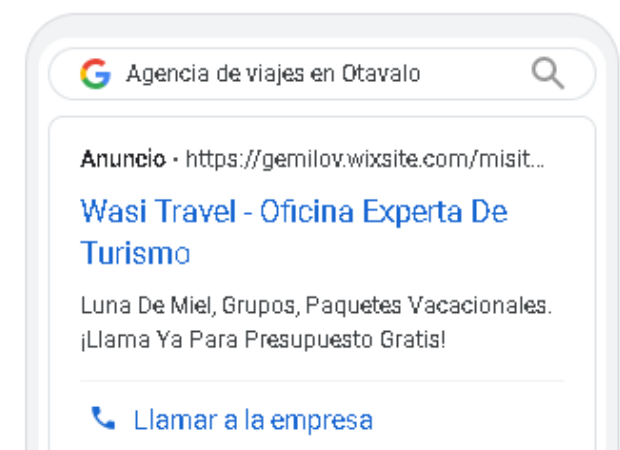 Agencia de viajes en Otavalo
Anuncio · https://gemilov.wixsite.com/misit...
Wasi Travel - Oficina Experta De
Turismo
Luna De Miel, Grupos, Paquetes Vacacionales.
¡Llama Ya Para Presupuesto Gratis!
Llamar a la empresa